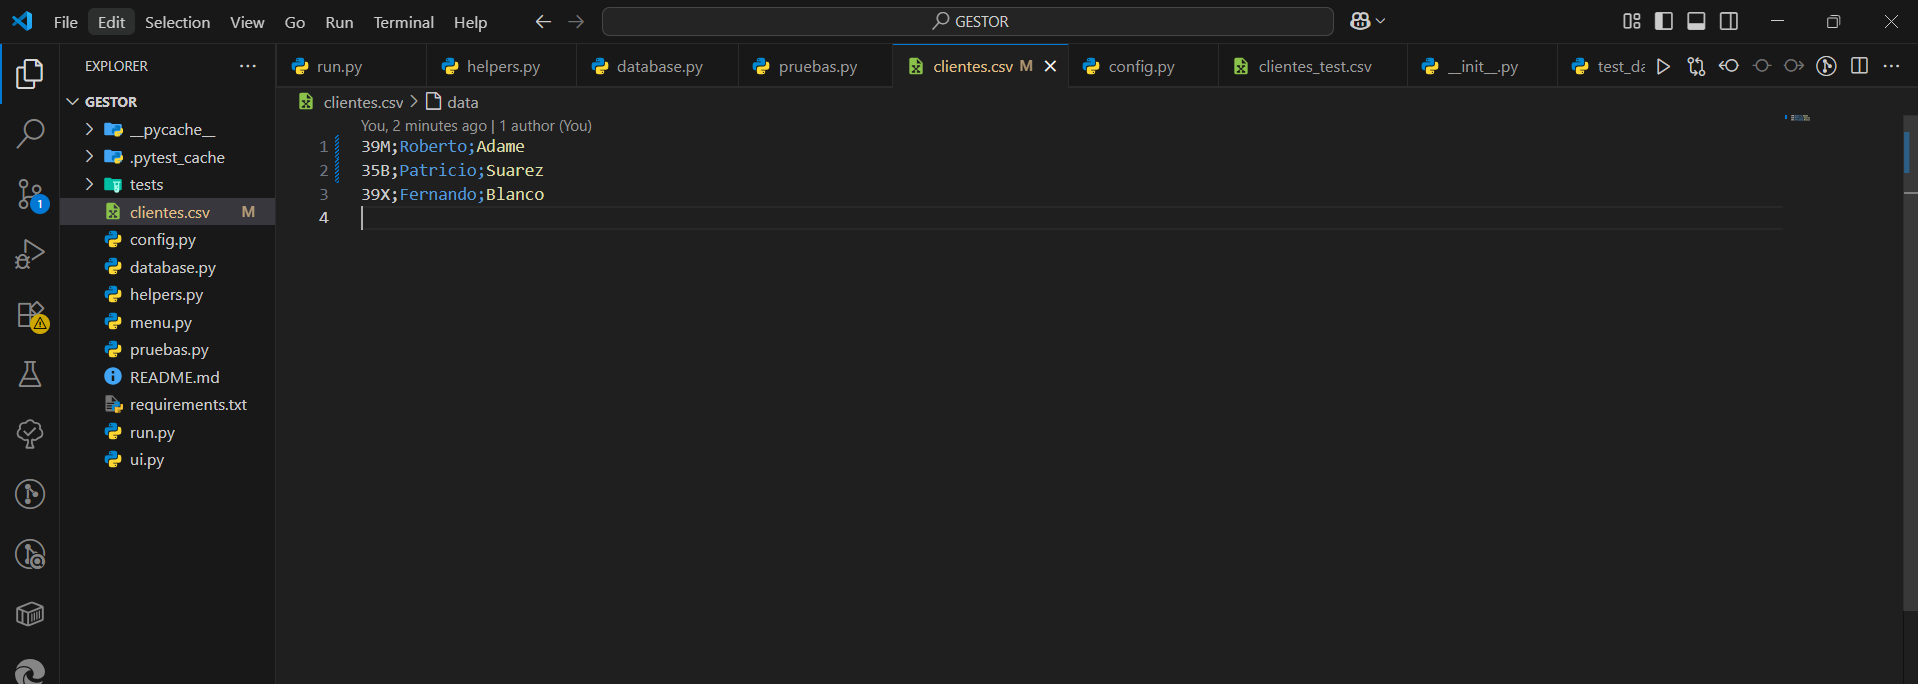 File Edit Selection View Go Run Terminal Help GESTOR
EXPLORER
run.py helpers.py database.py pruebas.py clientes.csv M config.py clientes_test.csv __init__.py test_da
GESTOR
__pycache__
.pytest_cache
tests
clientes.csv M
config.py
database.py
helpers.py
menu.py
pruebas.py
README.md
requirements.txt
run.py
ui.py
1
clientes.csv > data
You, 2 minutes ago | 1 author (You)
1 39M;Roberto;Adame
2 35B;Patricio;Suarez
3 39X;Fernando;Blanco
4